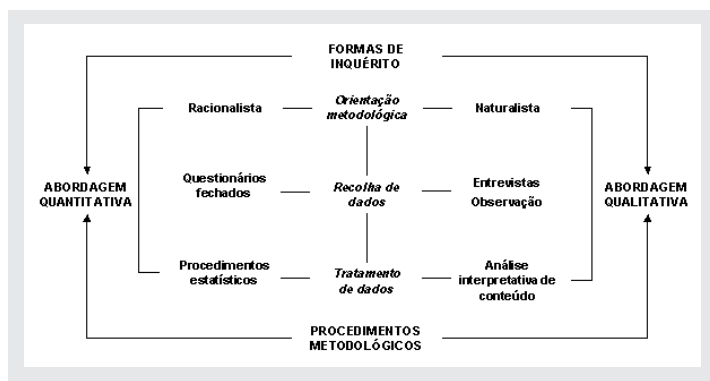 FORMAS DE
INQUÉRITO
Racionalista
Orientação
metodológica
Naturalista
ABORDAGEM
QUANTITATIVA
Questionários
fechados
Recolha de
dados
Entrevistas
Observação
ABORDAGEM
QUALITATIVA
Procedimentos
estatísticos
Tratamento
de dados
Análise
interpretativa de
conteúdo
PROCEDIMENTOS
METODOLÓGICOS